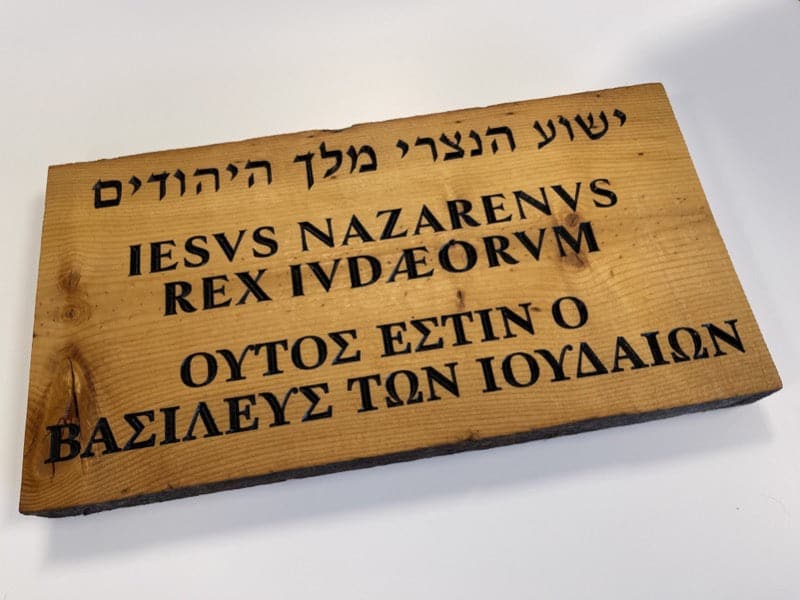 ישוע הנצרי מלך היהודים
IESVS NAZARENVS
REX IVDÆORVM
ΟΥΤΟΣ ΕΣΤΙΝ Ο
ΒΑΣΙΛΕΥΣ ΤΩΝ ΙΟΥΔΑΙΩΝ